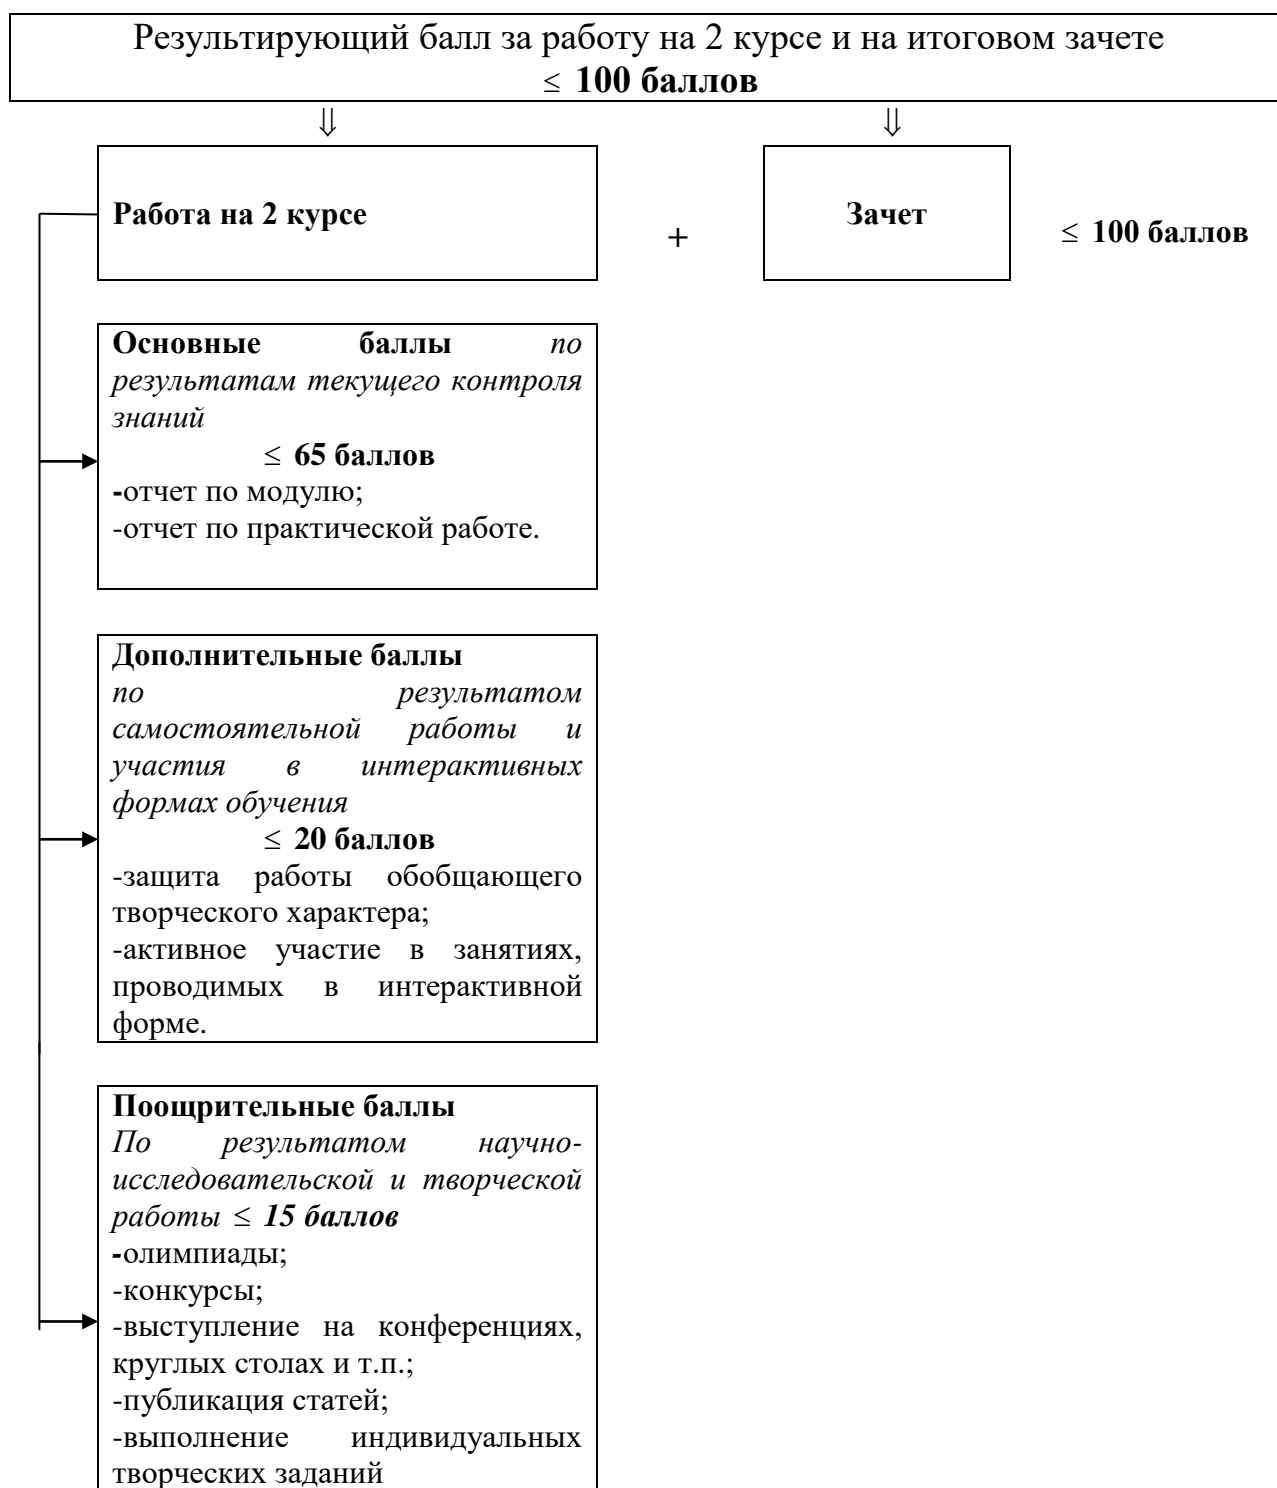 Результирующий балл за работу на 2 курсе и на итоговом зачете
≤ 100 баллов
⇓ ⇓
Работа на 2 курсе
+
Зачет
≤ 100 баллов
Основные баллы по
результатам текущего контроля
знаний
≤ 65 баллов
-отчет по модулю;
-отчет по практической работе.
Дополнительные баллы
по результатом
самостоятельной работы и
участия в интерактивных
формах обучения
≤ 20 баллов
-защита работы обобщающего
творческого характера;
-активное участие в занятиях,
проводимых в интерактивной
форме.
Поощрительные баллы
По результатом научно-
исследовательской и творческой
работы ≤ 15 баллов
-олимпиады;
-конкурсы;
-выступление на конференциях,
круглых столах и т.п.;
-публикация статей;
-выполнение индивидуальных
творческих заданий